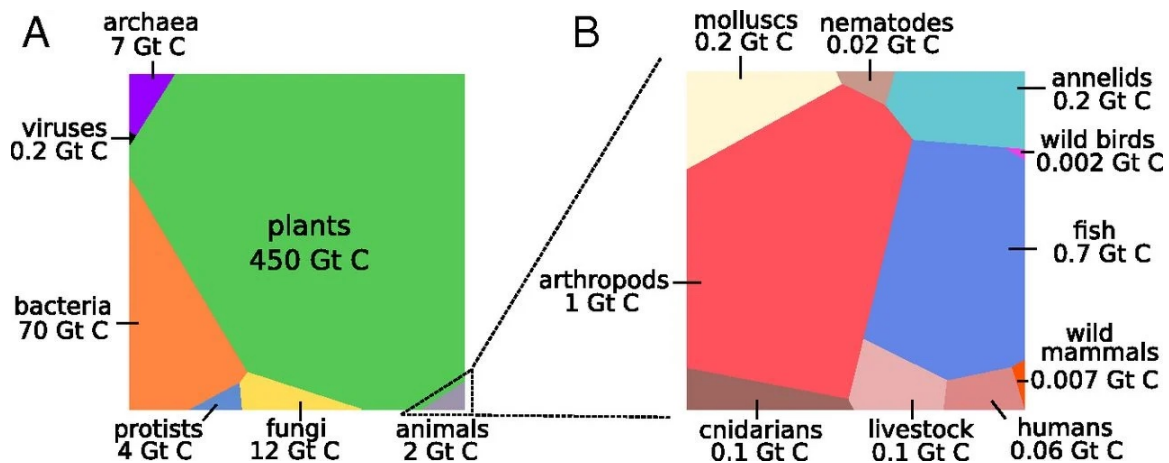 A
archaea
7 Gt C
viruses
0.2 Gt C
plants
450 Gt C
bacteria
70 Gt C
protists
4 Gt C
fungi
12 Gt C
animals
2 Gt C
B
molluscs
0.2 Gt C
nematodes
0.02 Gt C
annelids
0.2 Gt C
wild birds
0.002 Gt C
fish
0.7 Gt C
arthropods
1 Gt C
wild
mammals
0.007 Gt C
cnidarians
0.1 Gt C
livestock
0.1 Gt C
humans
0.06 Gt C